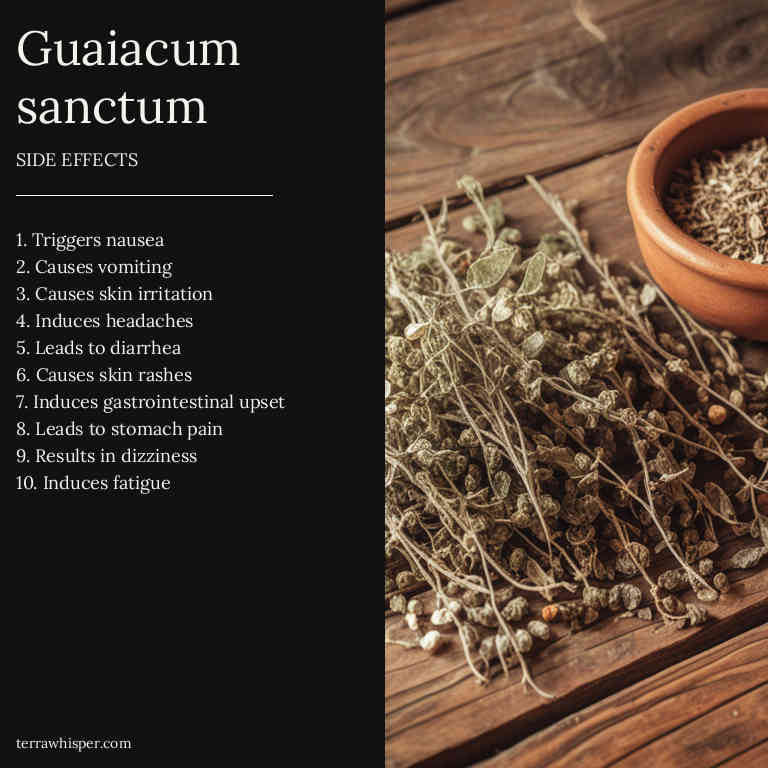 Guaiacum
sanctum
SIDE EFFECTS
1. Triggers nausea
2. Causes vomiting
3. Causes skin irritation
4. Induces headaches
5. Leads to diarrhea
6. Causes skin rashes
7. Induces gastrointestinal upset
8. Leads to stomach pain
9. Results in dizziness
10. Induces fatigue
terrawhisper.com